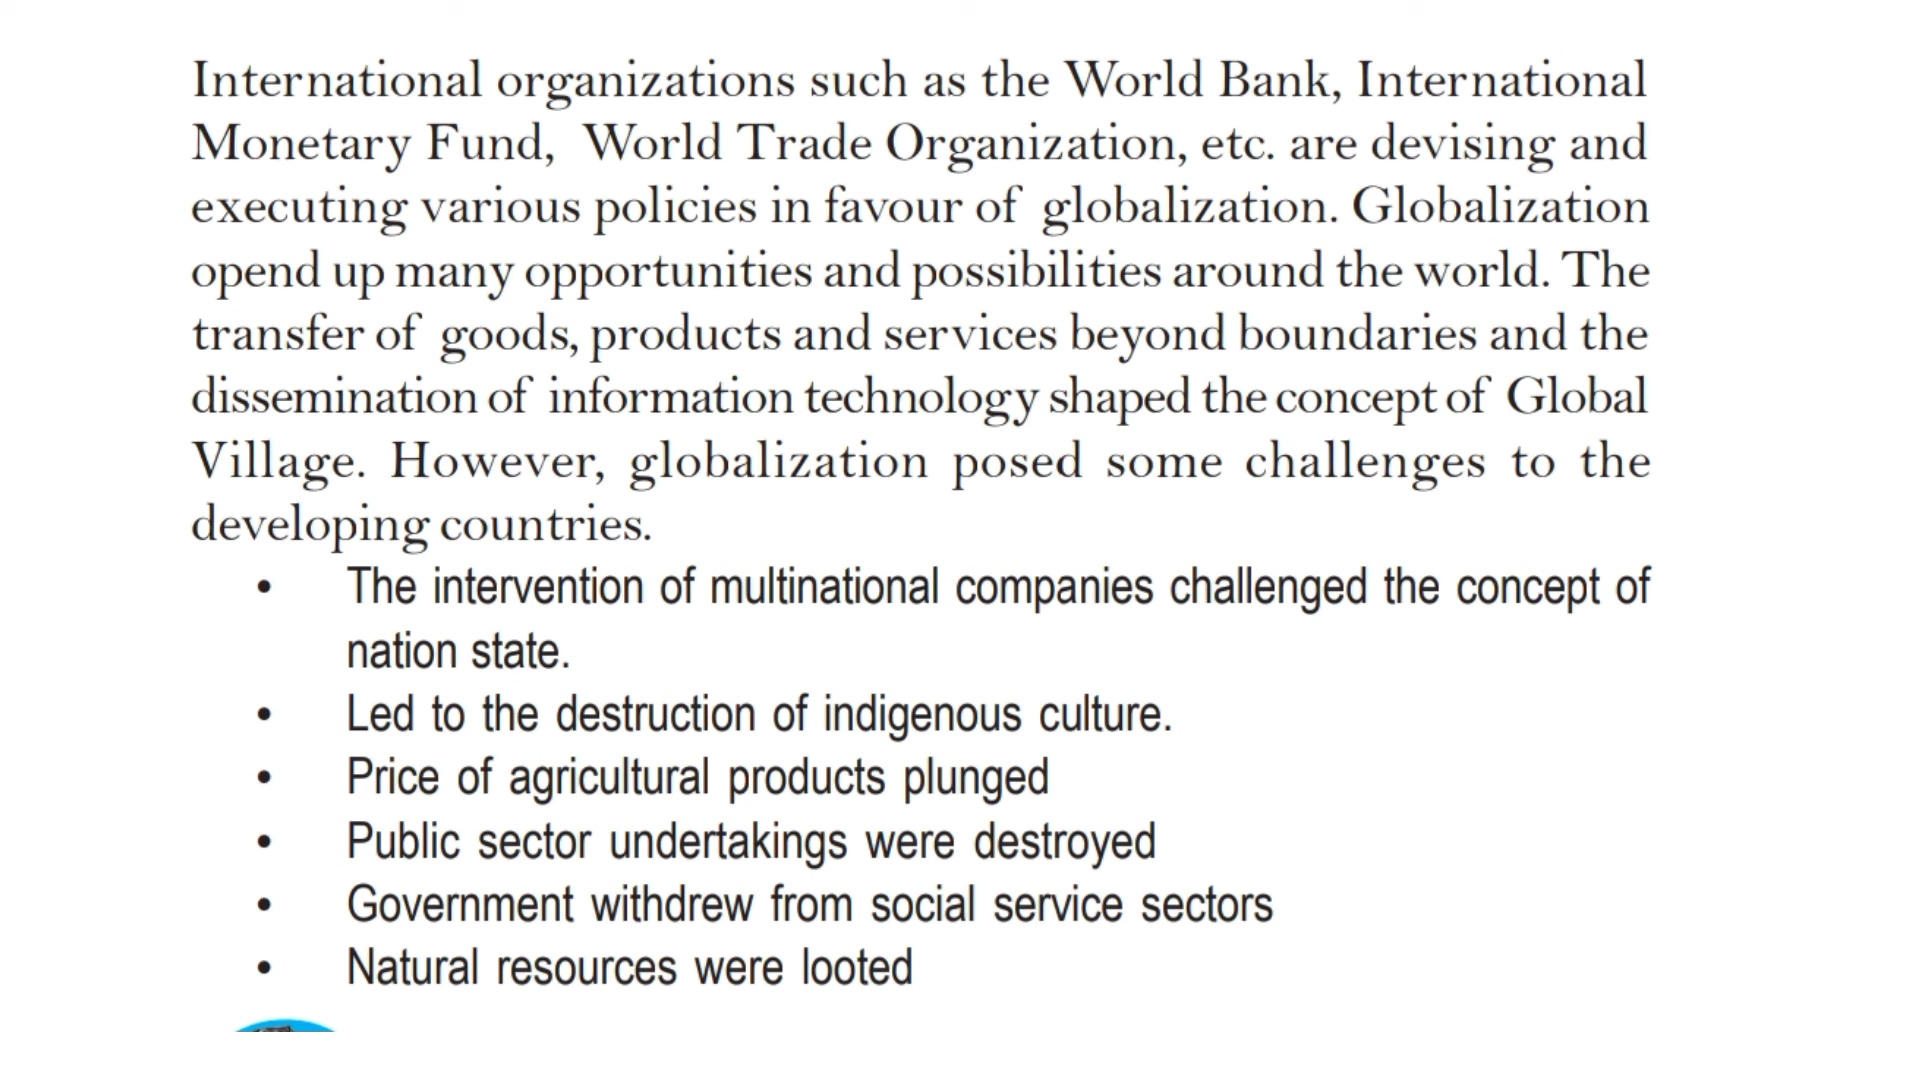 International organizations such as the World Bank, International
Monetary Fund, World Trade Organization, etc. are devising and
executing various policies in favour of globalization. Globalization
opend up many opportunities and possibilities around the world. The
transfer of goods, products and services beyond boundaries and the
dissemination of information technology shaped the concept of Global
Village. However, globalization posed some challenges to the
developing countries.
• The intervention of multinational companies challenged the concept of
nation state.
• Led to the destruction of indigenous culture.
• Price of agricultural products plunged
• Public sector undertakings were destroyed
• Government withdrew from social service sectors
• Natural resources were looted